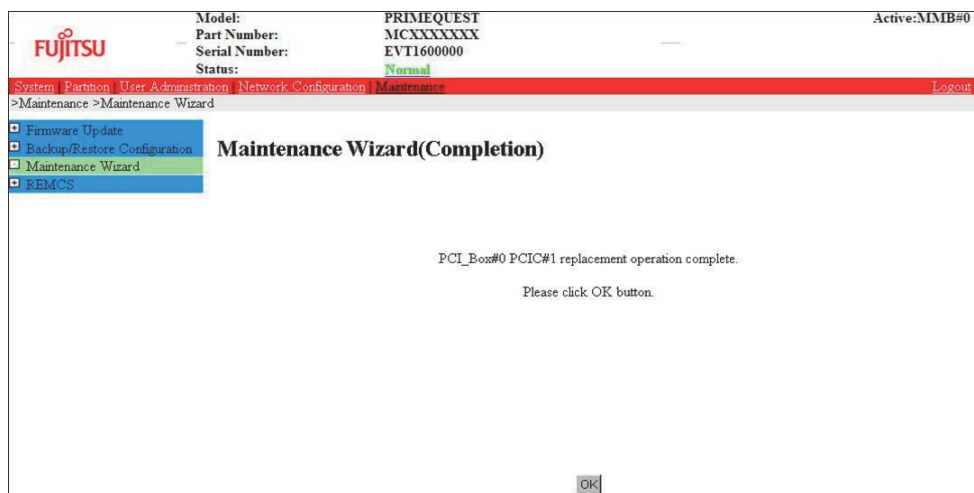 FUJITSU
Model: PRIMEQUEST
Part Number: MCXXXXXXX
Serial Number: EVT1600000
Status: Normal
Active:MMB#0
System | Partition | User Administration | Network Configuration | Maintenance Logout
>Maintenance >Maintenance Wizard
Firmware Update
Backup/Restore Configuration
Maintenance Wizard
REMCS
Maintenance Wizard(Completion)
PCI_Box#0 PCIC#1 replacement operation complete.
Please click OK button.
OK